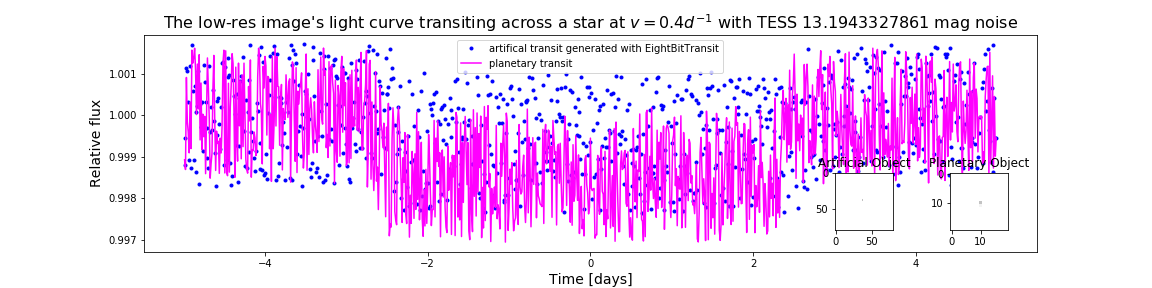 The low-res image's light curve transiting across a star at v = 0.4d⁻¹ with TESS 13.1943327861 mag noise
artifical transit generated with EightBitTransit
planetary transit
Relative flux
1.001
1.000
0.999
0.998
0.997
Artificial Object
0
50
0 50
Planetary Object
0
10
0 10
−4 −2 0 2 4
Time [days]